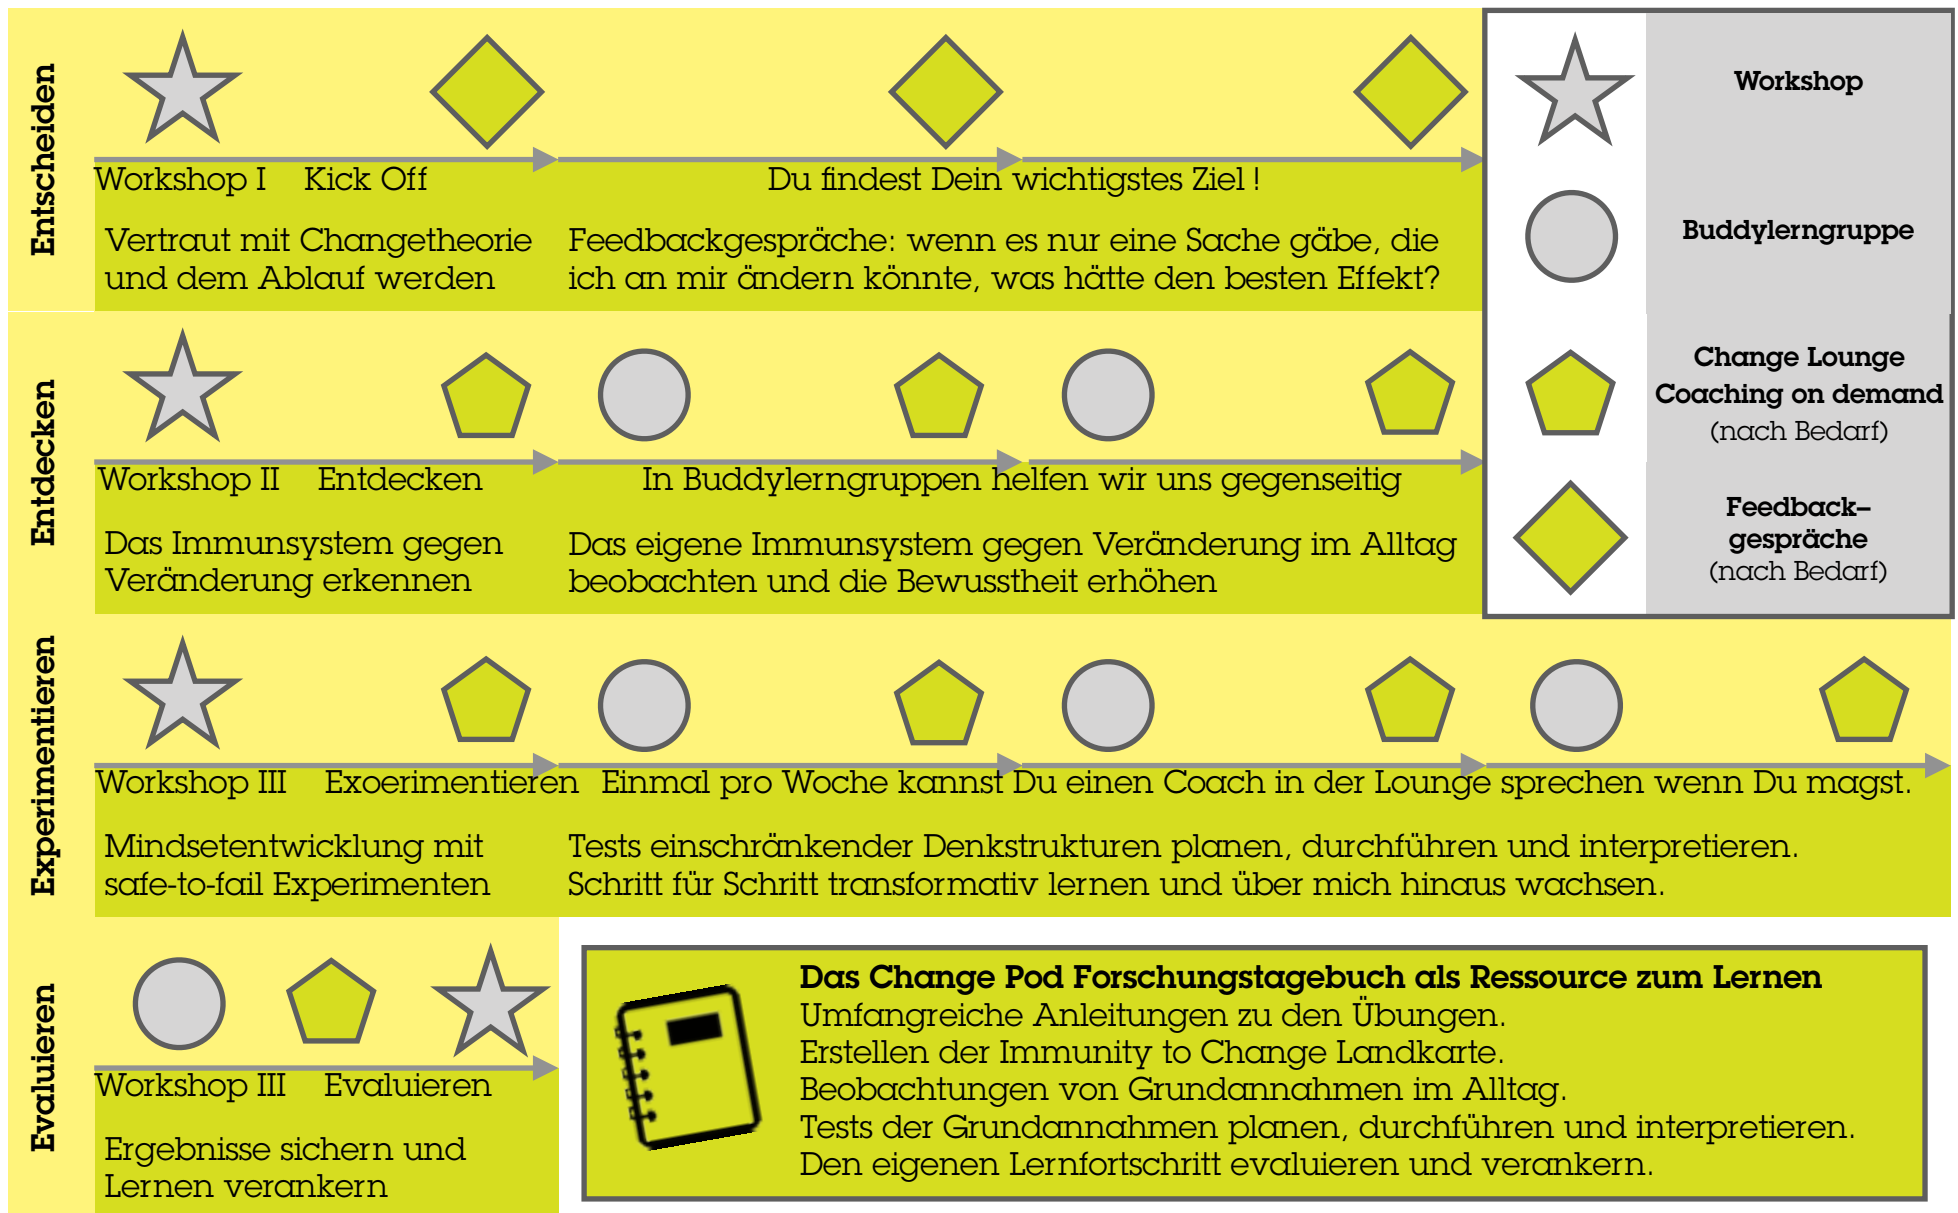 Entscheiden
Workshop I Kick Off
Du findest Dein wichtigstes Ziel !
Vertraut mit Changetheorie
und dem Ablauf werden
Feedbackgespräche: wenn es nur eine Sache gäbe, die
ich an mir ändern könnte, was hätte den besten Effekt?
Workshop
Buddylerngruppe
Change Lounge
Coaching on demand
(nach Bedarf)
Feedback–
gespräche
(nach Bedarf)
Entdecken
Workshop II Entdecken
In Buddylerngruppen helfen wir uns gegenseitig
Das Immunsystem gegen
Veränderung erkennen
Das eigene Immunsystem gegen Veränderung im Alltag
beobachten und die Bewusstheit erhöhen
Experimentieren
Workshop III Exoerimentieren
Einmal pro Woche kannst Du einen Coach in der Lounge sprechen wenn Du magst.
Mindsetentwicklung mit
safe-to-fail Experimenten
Tests einschränkender Denkstrukturen planen, durchführen und interpretieren.
Schritt für Schritt transformativ lernen und über mich hinaus wachsen.
Evaluieren
Workshop III Evaluieren
Ergebnisse sichern und
Lernen verankern
Das Change Pod Forschungstagebuch als Ressource zum Lernen
Umfangreiche Anleitungen zu den Übungen.
Erstellen der Immunity to Change Landkarte.
Beobachtungen von Grundannahmen im Alltag.
Tests der Grundannahmen planen, durchführen und interpretieren.
Den eigenen Lernfortschritt evaluieren und verankern.